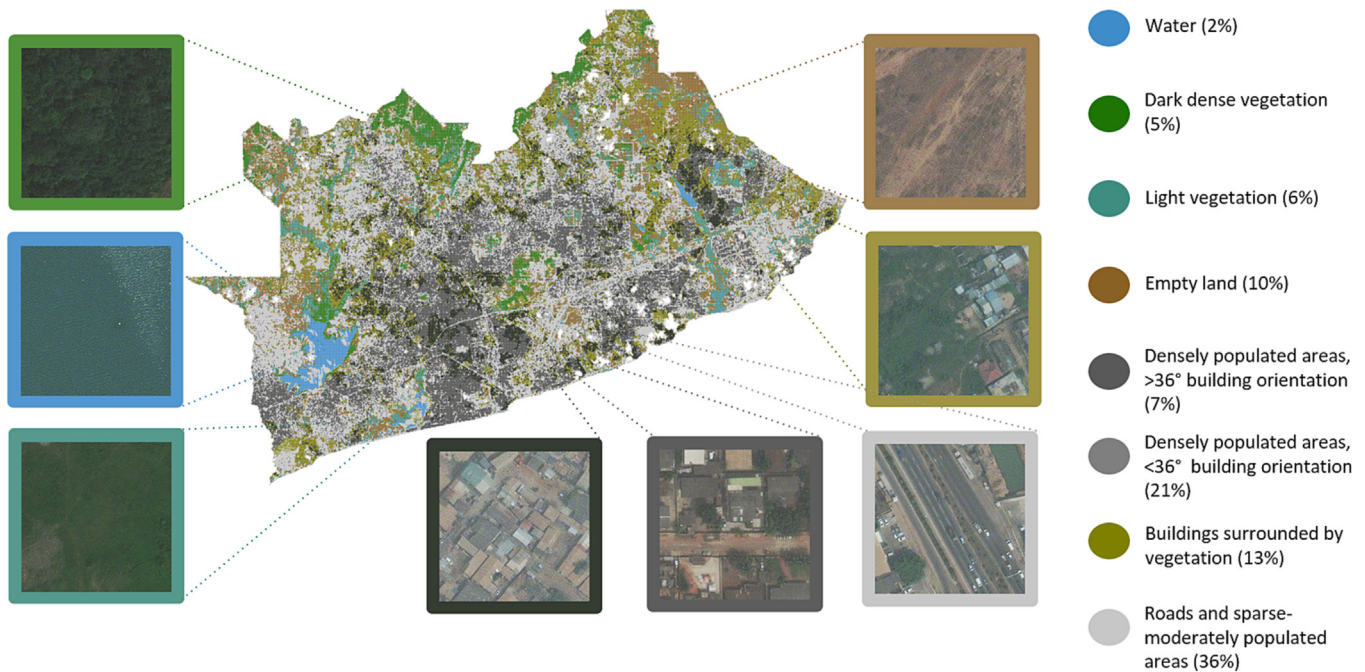 Water (2%)
Dark dense vegetation
(5%)
Light vegetation (6%)
Empty land (10%)
Densely populated areas,
>36° building orientation
(7%)
Densely populated areas,
<36° building orientation
(21%)
Buildings surrounded by
vegetation (13%)
Roads and sparse-
moderately populated
areas (36%)